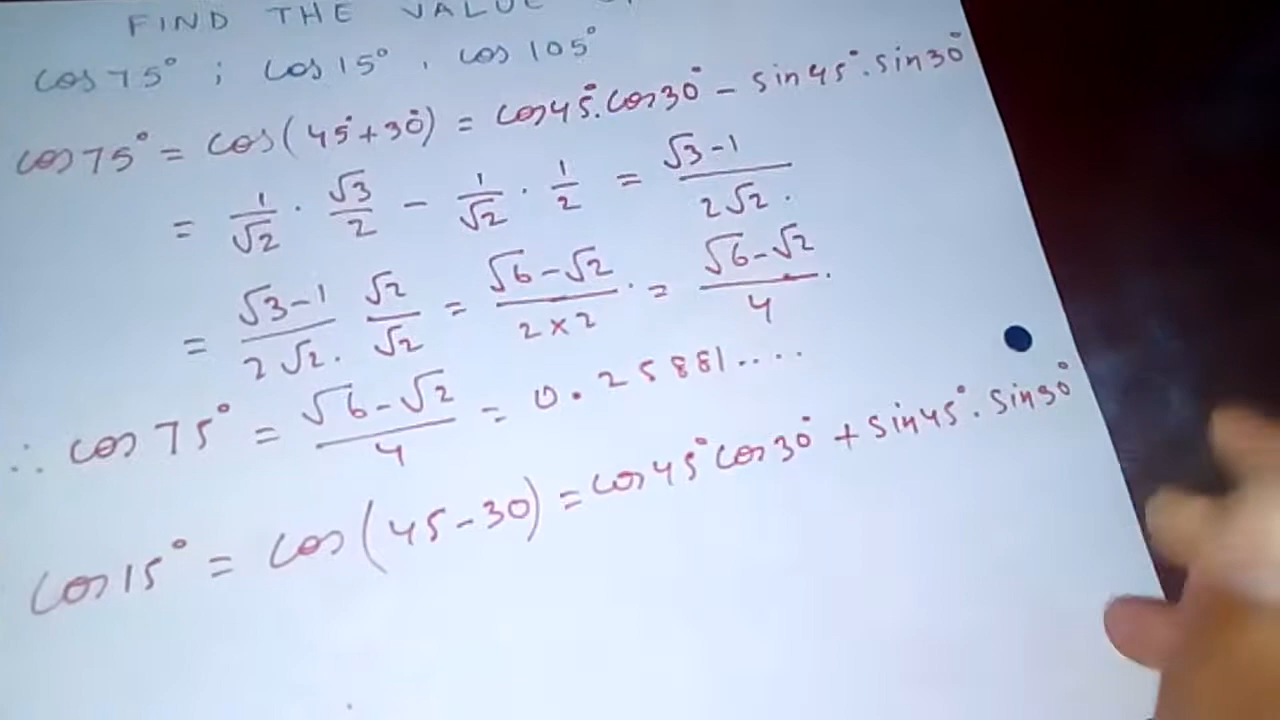 FIND THE VALUE
cos 75° ; cos 15° , cos 105°
cos 75° = cos(45°+30°) = cos45°.cos30° − sin45°.sin30°
= 1/√2 · √3/2 − 1/√2 · 1/2 = √3−1/2√2.
= √3−1/2√2. √2/√2 = √6−√2/2×2. = √6−√2/4.
∴ cos 75° = √6−√2/4 = 0.25881....
cos 15° = cos(45−30) = cos45° cos30° + sin45°. sin30°